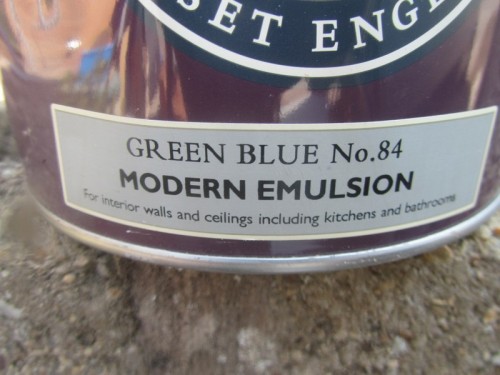 SET ENG
GREEN BLUE No.84
MODERN EMULSION
For interior walls and ceilings including kitchens and bathrooms